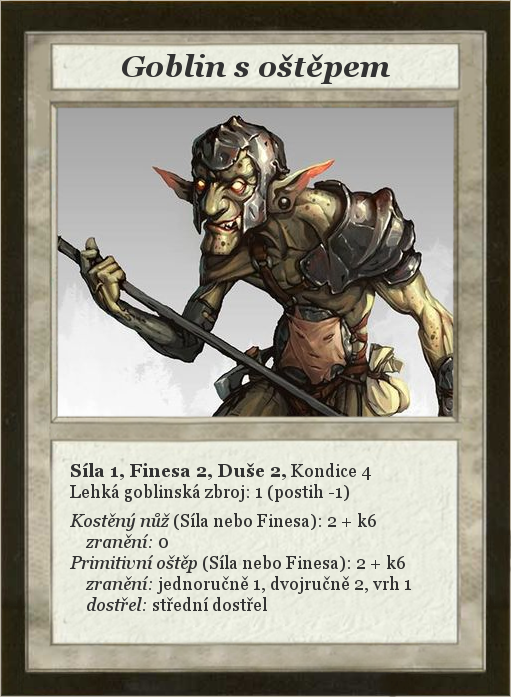 Goblin s oštěpem
Síla 1, Finesa 2, Duše 2, Kondice 4
Lehká goblinská zbroj: 1 (postih -1)
Kostěný nůž (Síla nebo Finesa): 2 + k6
zranění: 0
Primitivní oštěp (Síla nebo Finesa): 2 + k6
zranění: jednoručně 1, dvojručně 2, vrh 1
dostřel: střední dostřel